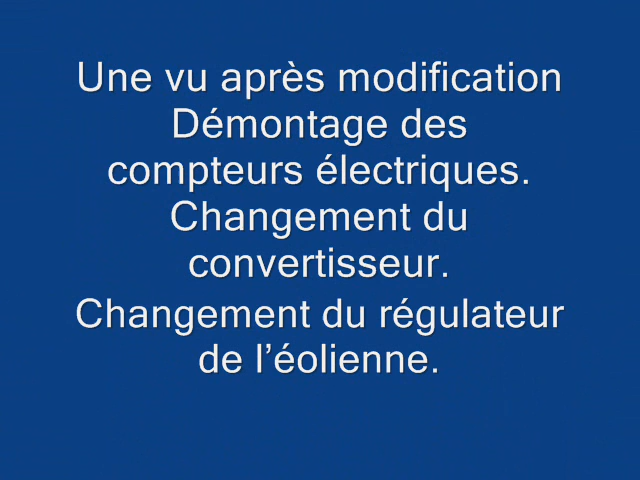 Une vu après modification
Démontage des
compteurs électriques.
Changement du
convertisseur.
Changement du régulateur
de l’éolienne.